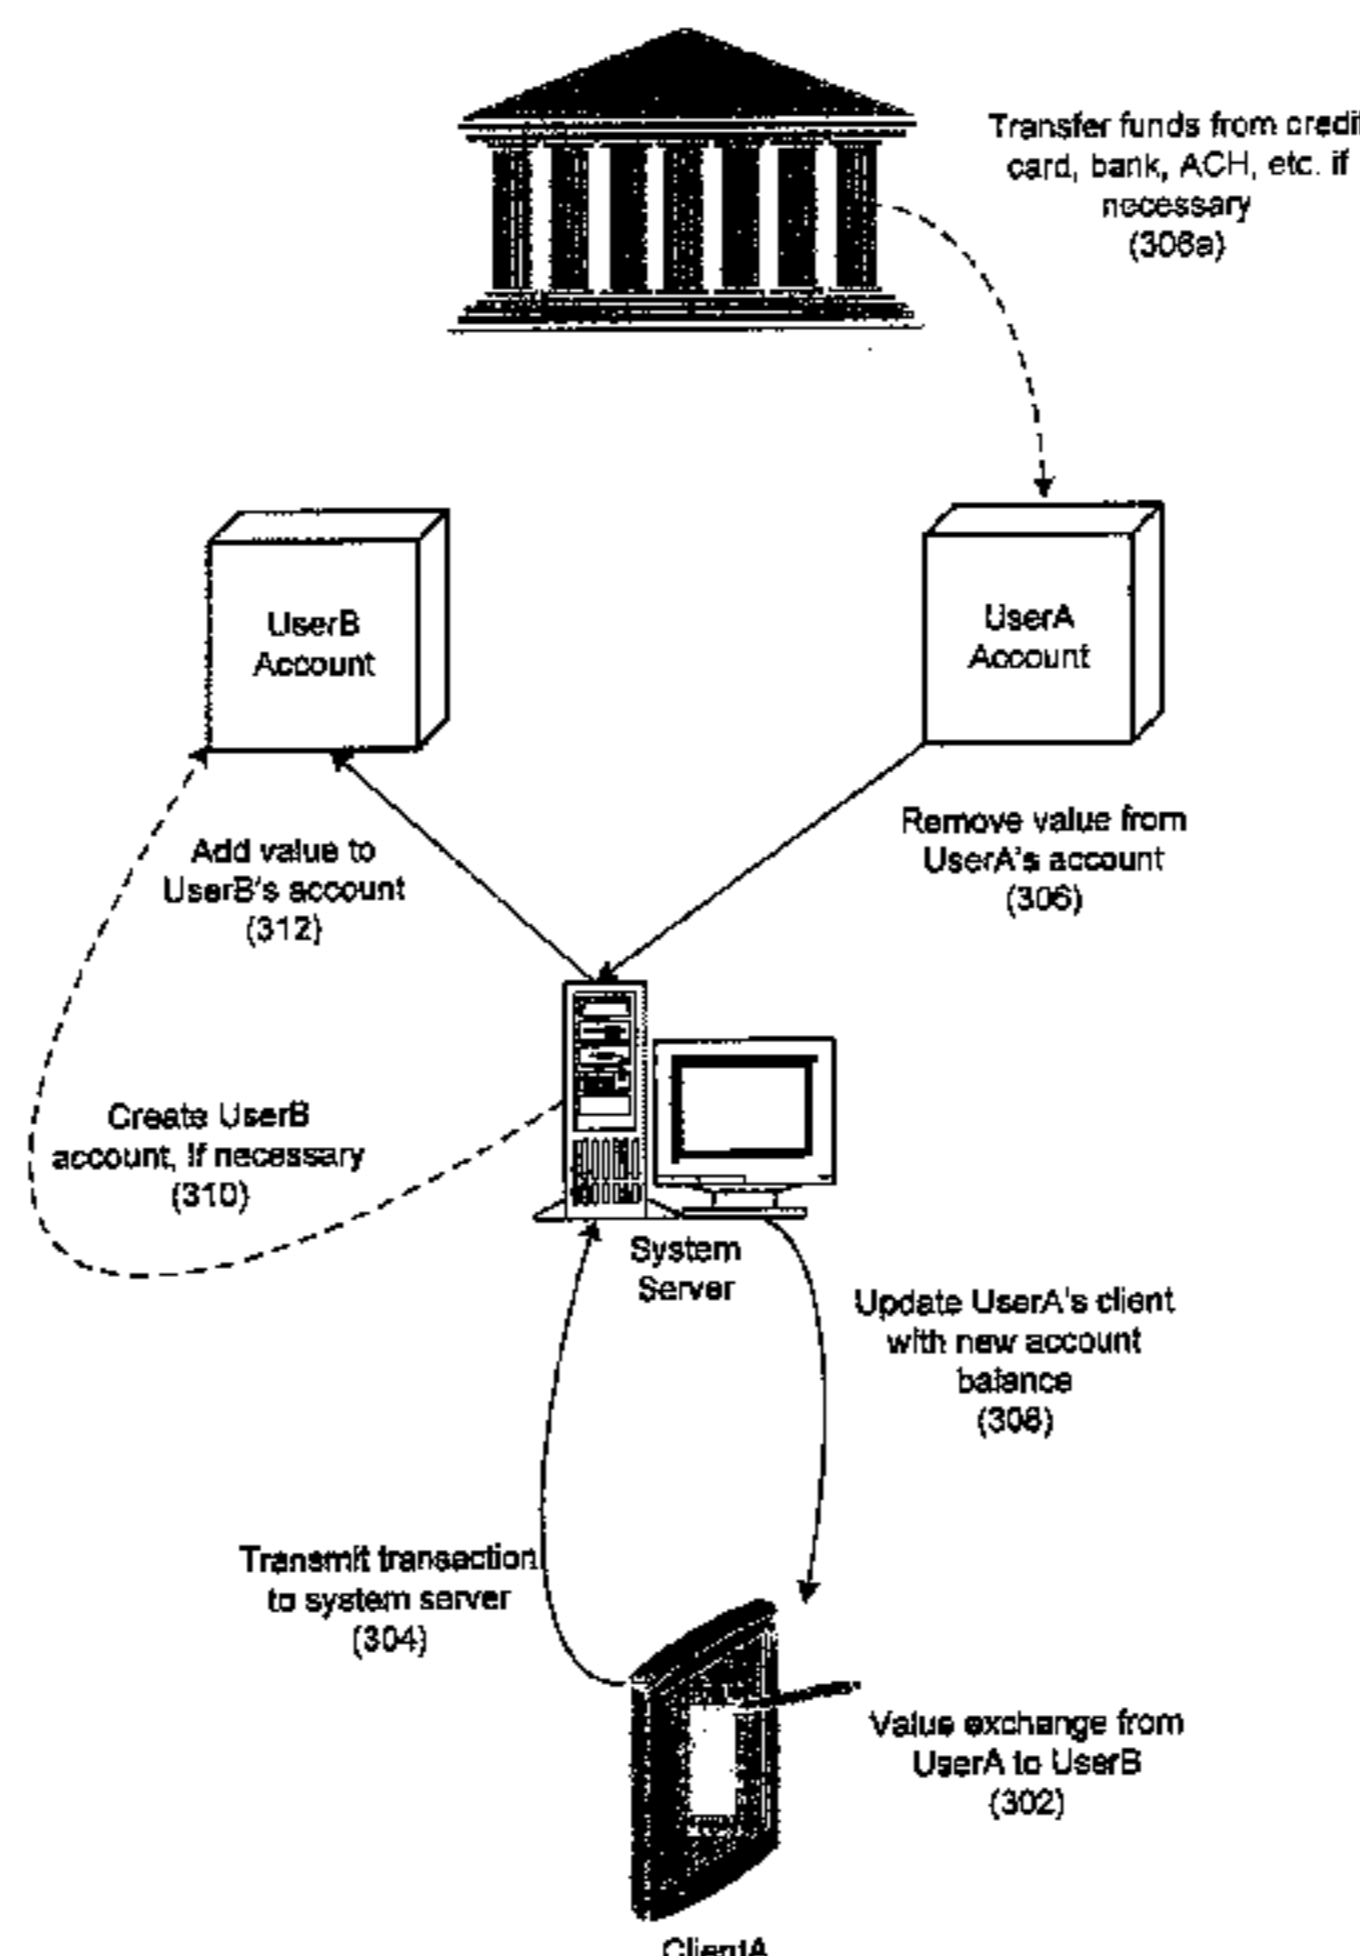 Transfer funds from credit
card, bank, ACH, etc. if
necessary
(306a)
UserB
Account
UserA
Account
Remove value from
UserA's account
(306)
Add value to
UserB's account
(312)
Create UserB
account, if necessary
(310)
System
Server
Update UserA's client
with new account
balance
(308)
Transmit transaction
to system server
(304)
Value exchange from
UserA to UserB
(302)
ClientA